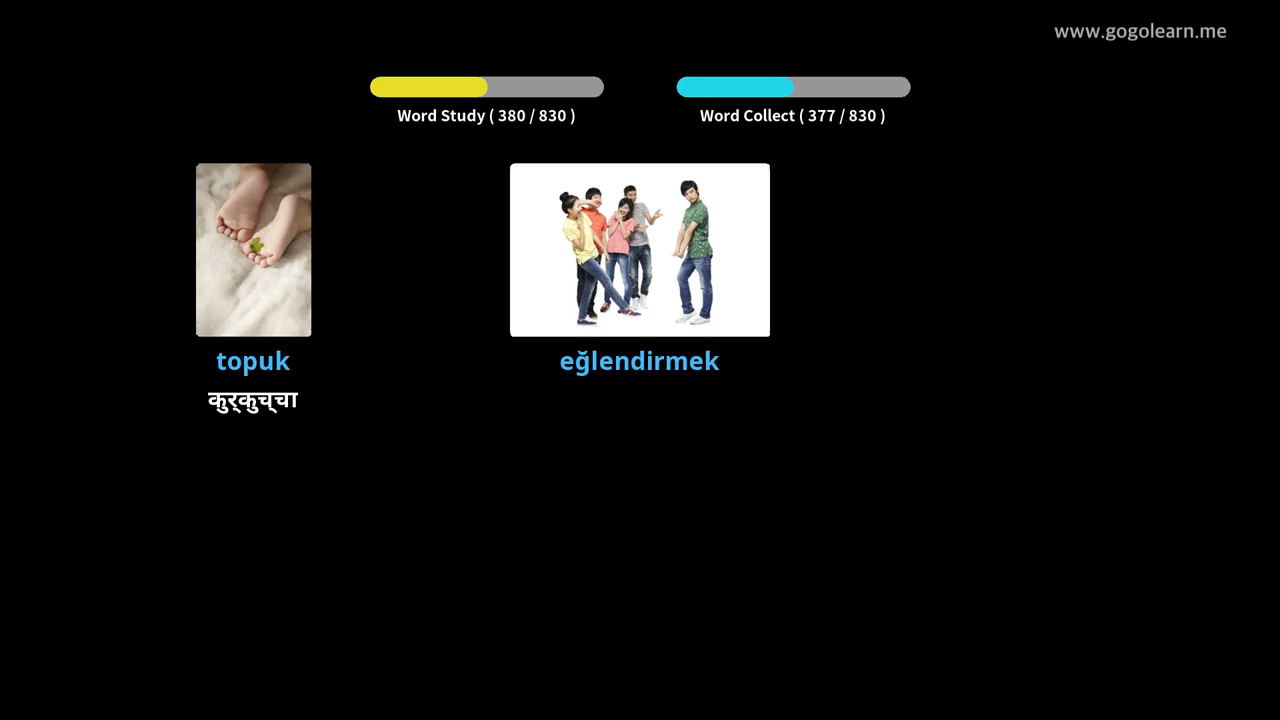 www.gogolearn.me
Word Study ( 380 / 830 )
Word Collect ( 377 / 830 )
topuk
eğlendirmek
कुर्कुच्चा